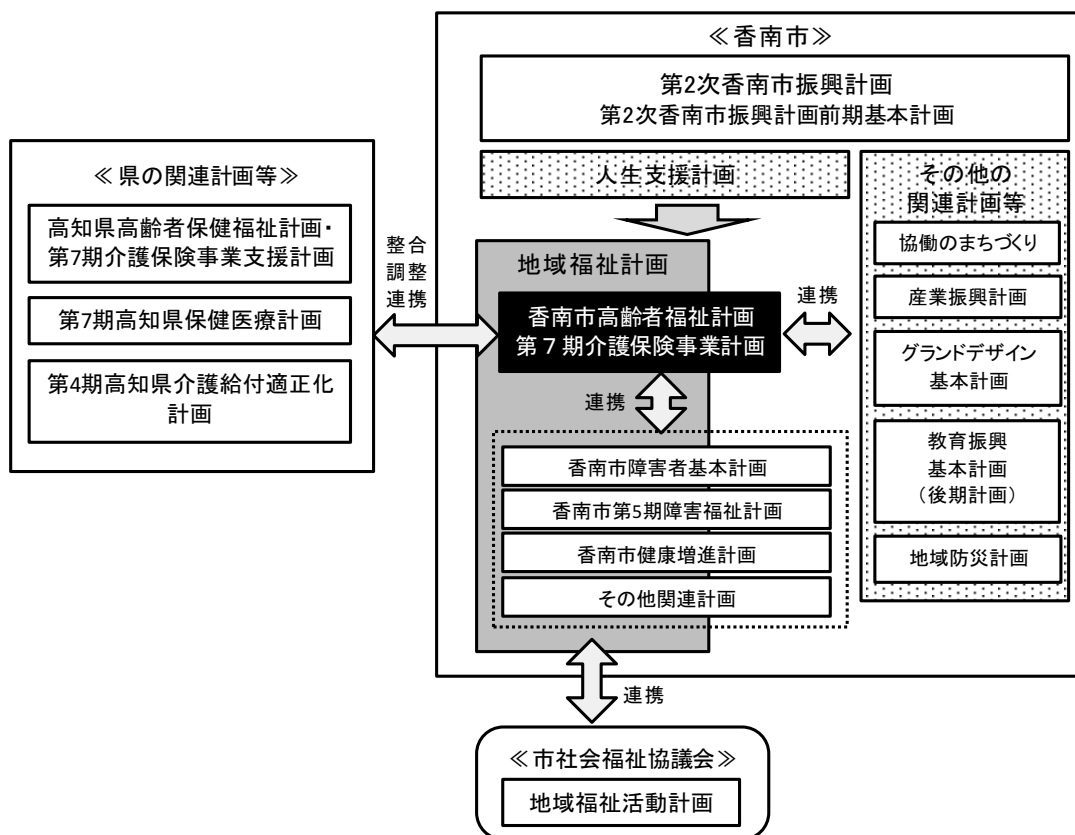 ≪香南市≫
第2次香南市振興計画
第2次香南市振興計画前期基本計画
≪県の関連計画等≫
高知県高齢者保健福祉計画・
第7期介護保険事業支援計画
第7期高知県保健医療計画
第4期高知県介護給付適正化
計画
整合
調整
連携
人生支援計画
地域福祉計画
香南市高齢者福祉計画
第７期介護保険事業計画
連携
連携
香南市障害者基本計画
香南市第5期障害福祉計画
香南市健康増進計画
その他関連計画
その他の
関連計画等
協働のまちづくり
産業振興計画
グランドデザイン
基本計画
教育振興
基本計画
（後期計画）
地域防災計画
連携
≪市社会福祉協議会≫
地域福祉活動計画